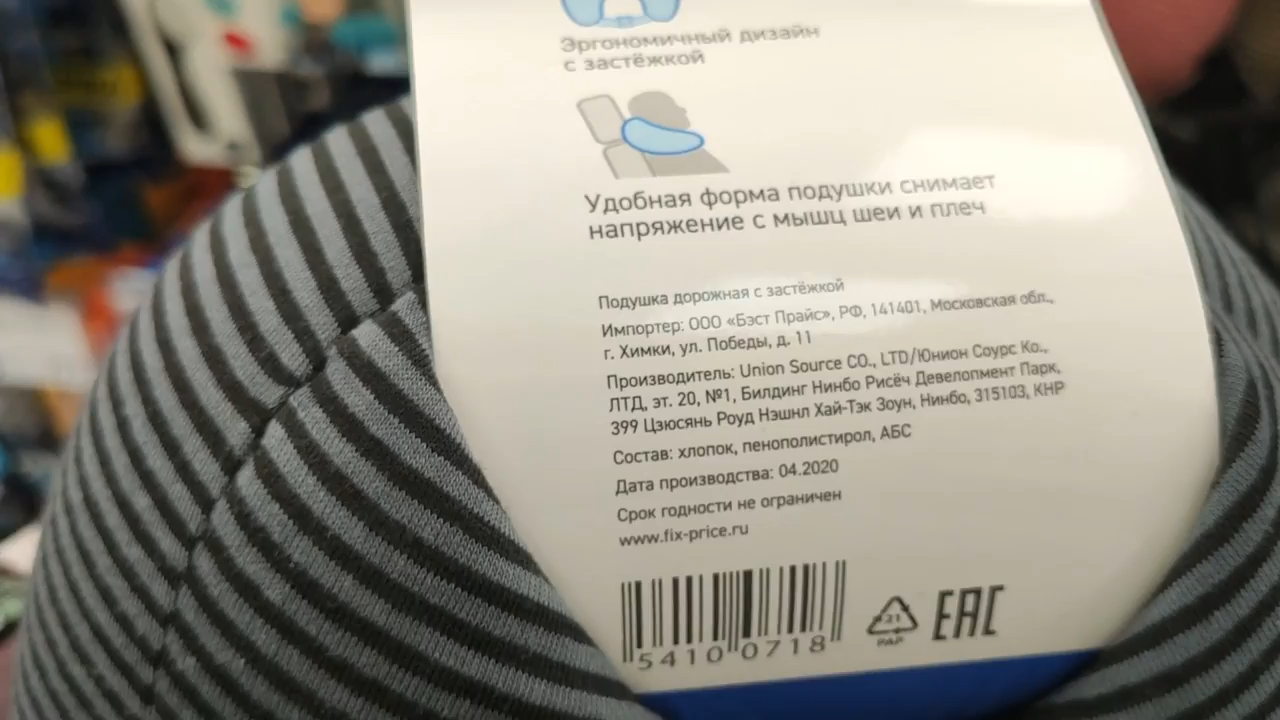 Эргономичный дизайн
с застёжкой
Удобная форма подушки снимает
напряжение с мышц шеи и плеч
Подушка дорожная с застёжкой
Импортер: ООО «Бэст Прайс», РФ, 141401, Московская обл.,
г. Химки, ул. Победы, д. 11
Производитель: Union Source CO., LTD/Юнион Соурс Ко.,
ЛТД, эт. 20, №1, Билдинг Нинбо Рисёч Девелопмент Парк,
399 Цзюсянь Роуд Нэшнл Хай-Тэк Зоун, Нинбо, 315103, КНР
Состав: хлопок, пенополистирол, АБС
Дата производства: 04.2020
Срок годности не ограничен
www.fix-price.ru
5410 0718
21
PAP
EAC